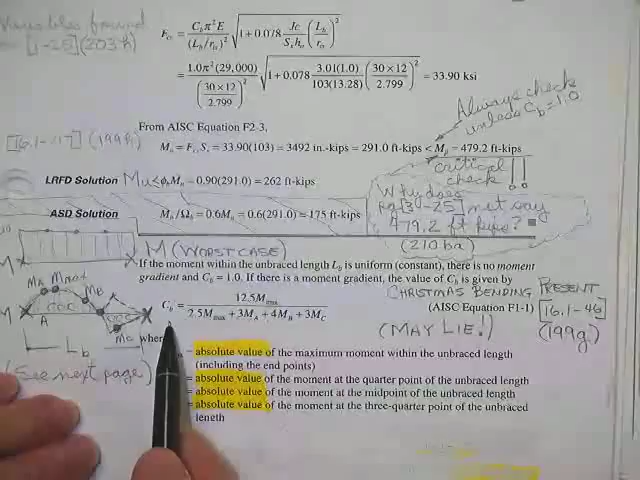 Variables found
[1-25] (203h)
F_cr = C_b π² E / (L_b/r_ts)² √(1 + 0.078 Jc/(S_x h_o) (L_b/r_ts)²)
= 1.0π²(29,000) / ((30 × 12)/2.799)² √(1 + 0.078 3.01(1.0)/(103(13.28)) ((30 × 12)/2.799)²) = 33.90 ksi
Always check
unless C_b = 1.0
From AISC Equation F2-3,
[16.1-47] (199h)
M_n = F_cr S_x = 33.90(103) = 3492 in.-kips = 291.0 ft-kips < M_p = 479.2 ft-kips
critical check !!
LRFD Solution Mu ≤ φ_b M_n = 0.90(291.0) = 262 ft-kips
Why does
pg [3-25] not say
479.2 ft kips?
ASD Solution M_n/Ω_b = 0.6M_n = 0.6(291.0) = 175 ft-kips
(210 ba)
M (WORST CASE)
If the moment within the unbraced length L_b is uniform (constant), there is no moment
gradient and C_b = 1.0. If there is a moment gradient, the value of C_b is given by
CHRISTMAS BENDING PRESENT
C_b = 12.5M_max / (2.5M_max + 3M_A + 4M_B + 3M_C)
(AISC Equation F1-1)
[16.1-46]
(199g)
(MAY LIE!)
M
M
M_A
M_max
M_B
M_C
A
L_b
(See next page)
whe
= absolute value of the maximum moment within the unbraced length
(including the end points)
= absolute value of the moment at the quarter point of the unbraced length
= absolute value of the moment at the midpoint of the unbraced length
= absolute value of the moment at the three-quarter point of the unbraced
length